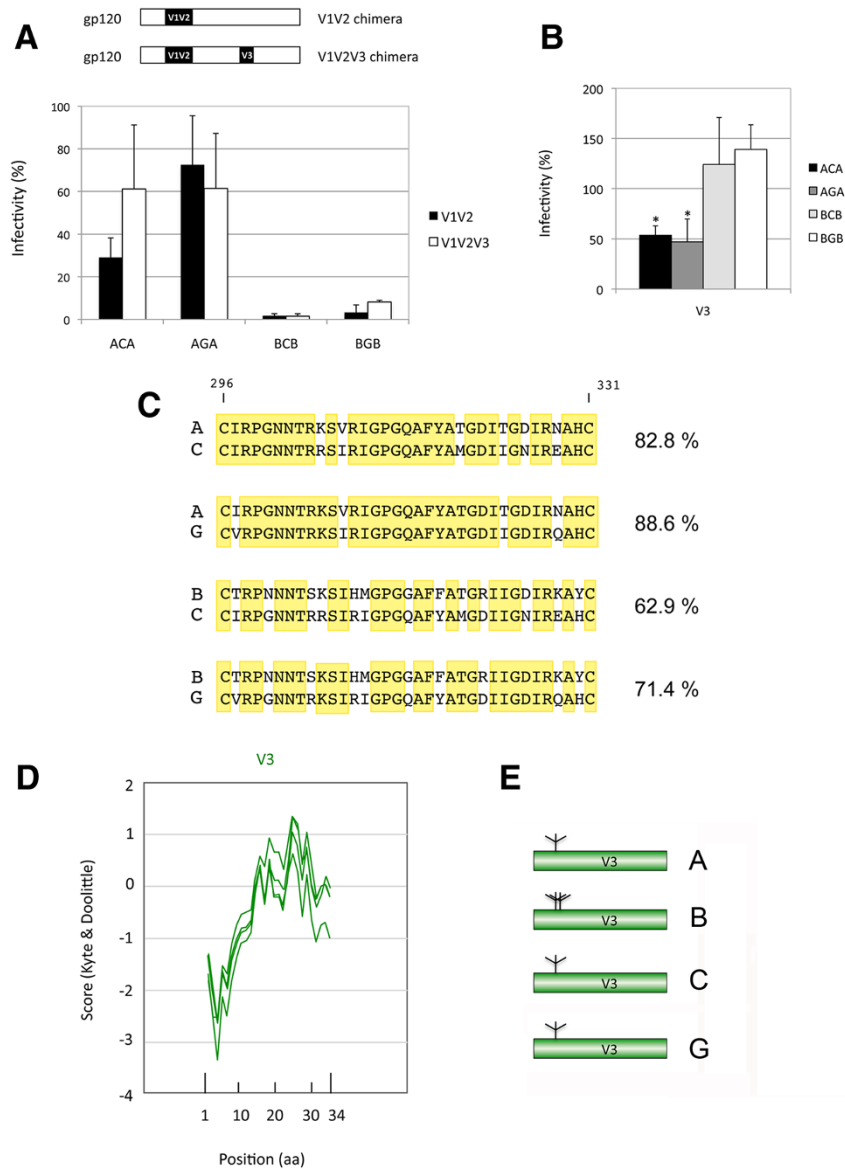 A
gp120 V1V2 V1V2 chimera
gp120 V1V2 V3 V1V2V3 chimera
Infectivity (%)
100
80
60
40
20
0
ACA AGA BCB BGB
V1V2
V1V2V3
B
Infectivity (%)
200
150
100
50
0
* *
V3
ACA
AGA
BCB
BGB
C
296 331
A CIRPGNNTRKSVRIGPGQAFYATGDITGDIRNAHC
C CIRPGNNTRRSIRIGPGQAFYAMGDIIGNIREAHC
82.8 %
A CIRPGNNTRKSVRIGPGQAFYATGDITGDIRNAHC
G CVRPGNNTRKSIRIGPGQAFYATGDIIGDIRQAHC
88.6 %
B CTRPNNNTSKSIHMGPGGAFFATGRIIGDIRKAYC
C CIRPGNNTRRSIRIGPGQAFYAMGDIIGNIREAHC
62.9 %
B CTRPNNNTSKSIHMGPGGAFFATGRIIGDIRKAYC
G CVRPGNNTRKSIRIGPGQAFYATGDIIGDIRQAHC
71.4 %
D
V3
Score (Kyte & Doolittle)
2
1
0
-1
-2
-3
-4
1 10 20 30 34
Position (aa)
E
V3 A
V3 B
V3 C
V3 G